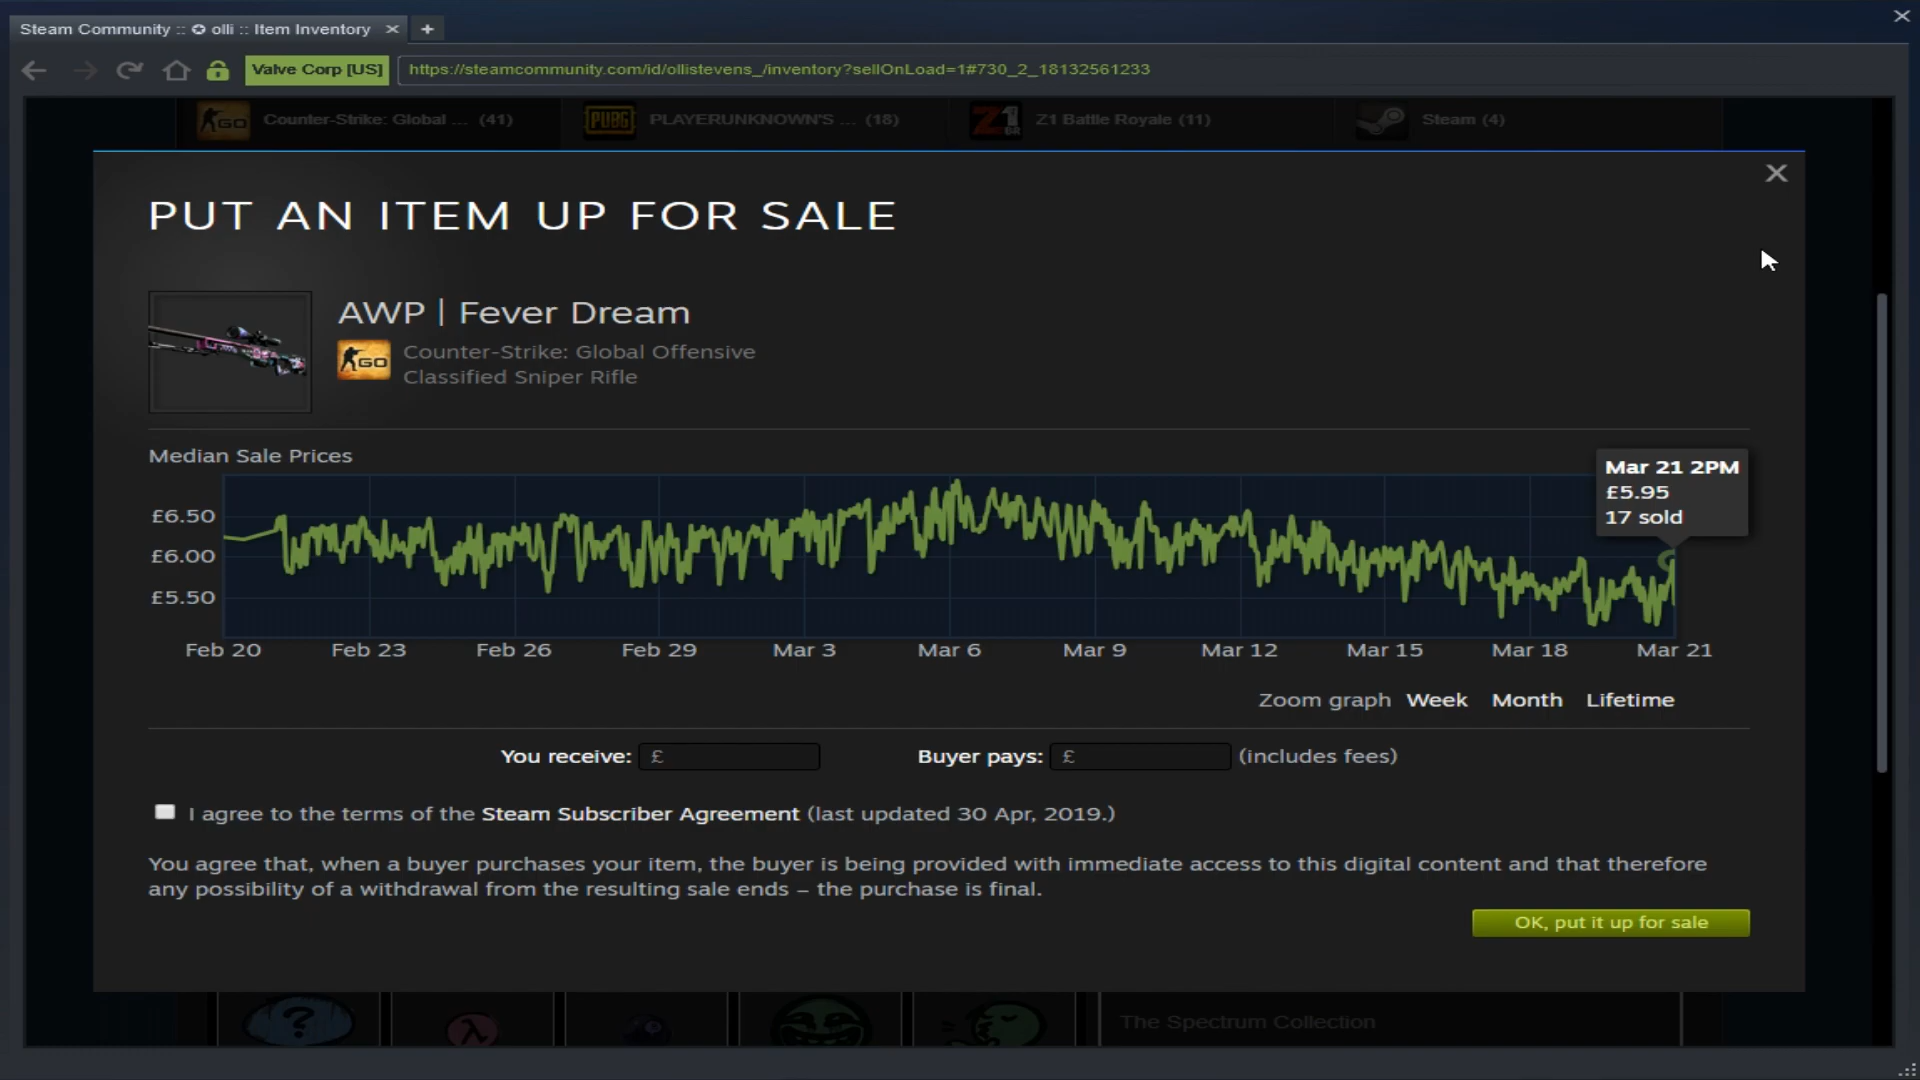 Steam Community :: ✪ olli :: Item Inventory
Valve Corp [US]
https://steamcommunity.com/id/ollistevens_/inventory?sellOnLoad=1#730_2_18132561233
GO Counter-Strike: Global ... (41)
PUBG PLAYERUNKNOWN'S ... (18)
Z1 BR Z1 Battle Royale (11)
Steam (4)
PUT AN ITEM UP FOR SALE
AWP | Fever Dream
GO
Counter-Strike: Global Offensive
Classified Sniper Rifle
Median Sale Prices
Mar 21 2PM
£5.95
17 sold
£6.50
£6.00
£5.50
Feb 20 Feb 23 Feb 26 Feb 29 Mar 3 Mar 6 Mar 9 Mar 12 Mar 15 Mar 18 Mar 21
Zoom graph Week Month Lifetime
You receive: £ Buyer pays: £ (includes fees)
I agree to the terms of the Steam Subscriber Agreement (last updated 30 Apr, 2019.)
You agree that, when a buyer purchases your item, the buyer is being provided with immediate access to this digital content and that therefore
any possibility of a withdrawal from the resulting sale ends – the purchase is final.
OK, put it up for sale
?
λ
The Spectrum Collection